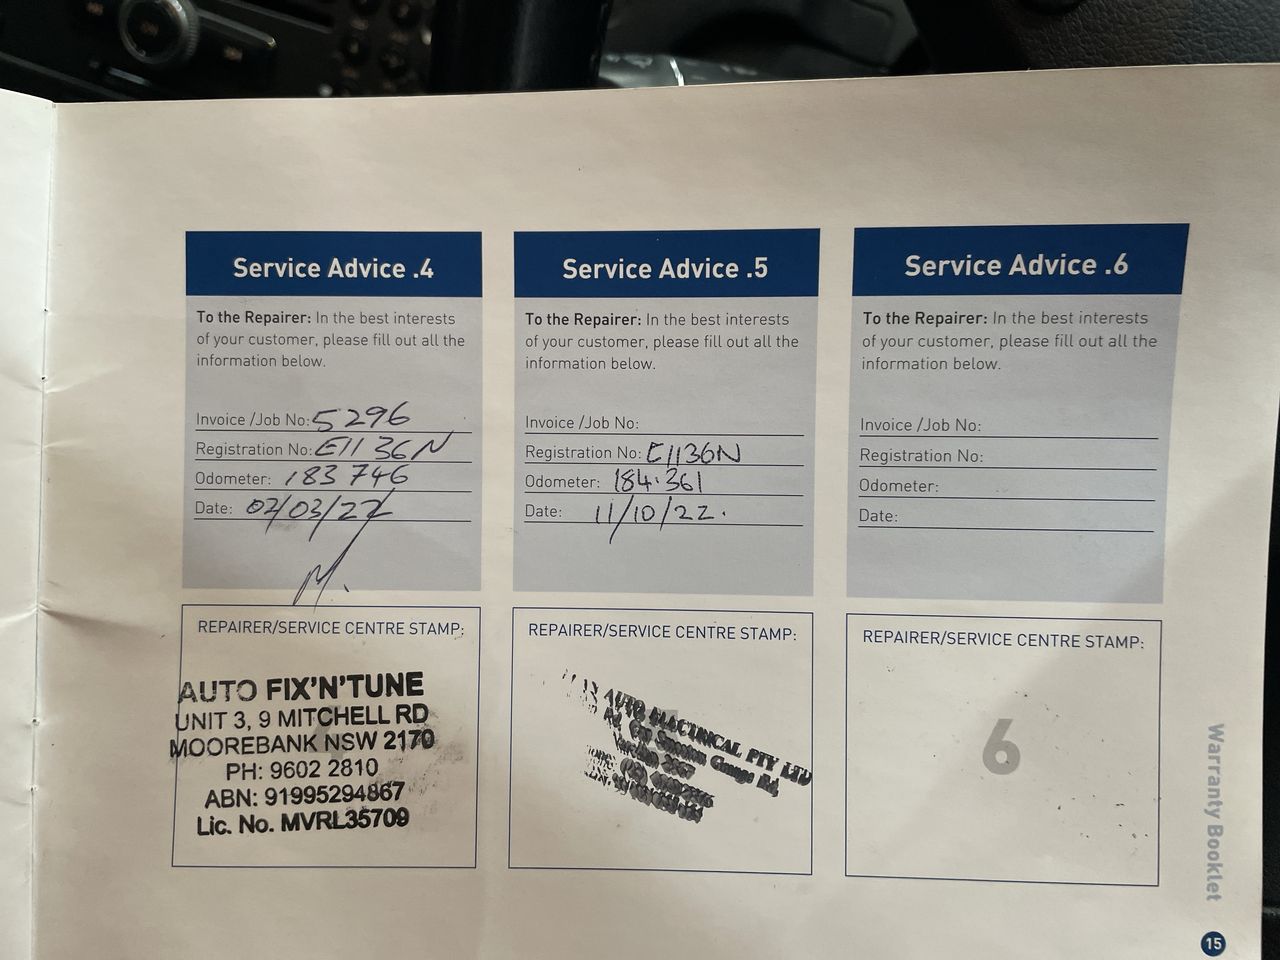 Service Advice .4
To the Repairer: In the best interests
of your customer, please fill out all the
information below.
Invoice /Job No: 5296
Registration No: E1136N
Odometer: 183 746
Date: 02/03/22
M.
REPAIRER/SERVICE CENTRE STAMP:
AUTO FIX'N'TUNE
UNIT 3, 9 MITCHELL RD
MOOREBANK NSW 2170
PH: 9602 2810
ABN: 91995294867
Lic. No. MVRL35709
Service Advice .5
To the Repairer: In the best interests
of your customer, please fill out all the
information below.
Invoice /Job No:
Registration No: E1136N
Odometer: 184.361
Date: 11/10/22.
REPAIRER/SERVICE CENTRE STAMP:
AUTO ELECTRICAL PTY LTD
Rd
Service Advice .6
To the Repairer: In the best interests
of your customer, please fill out all the
information below.
Invoice /Job No:
Registration No:
Odometer:
Date:
REPAIRER/SERVICE CENTRE STAMP:
6
Warranty Booklet
15